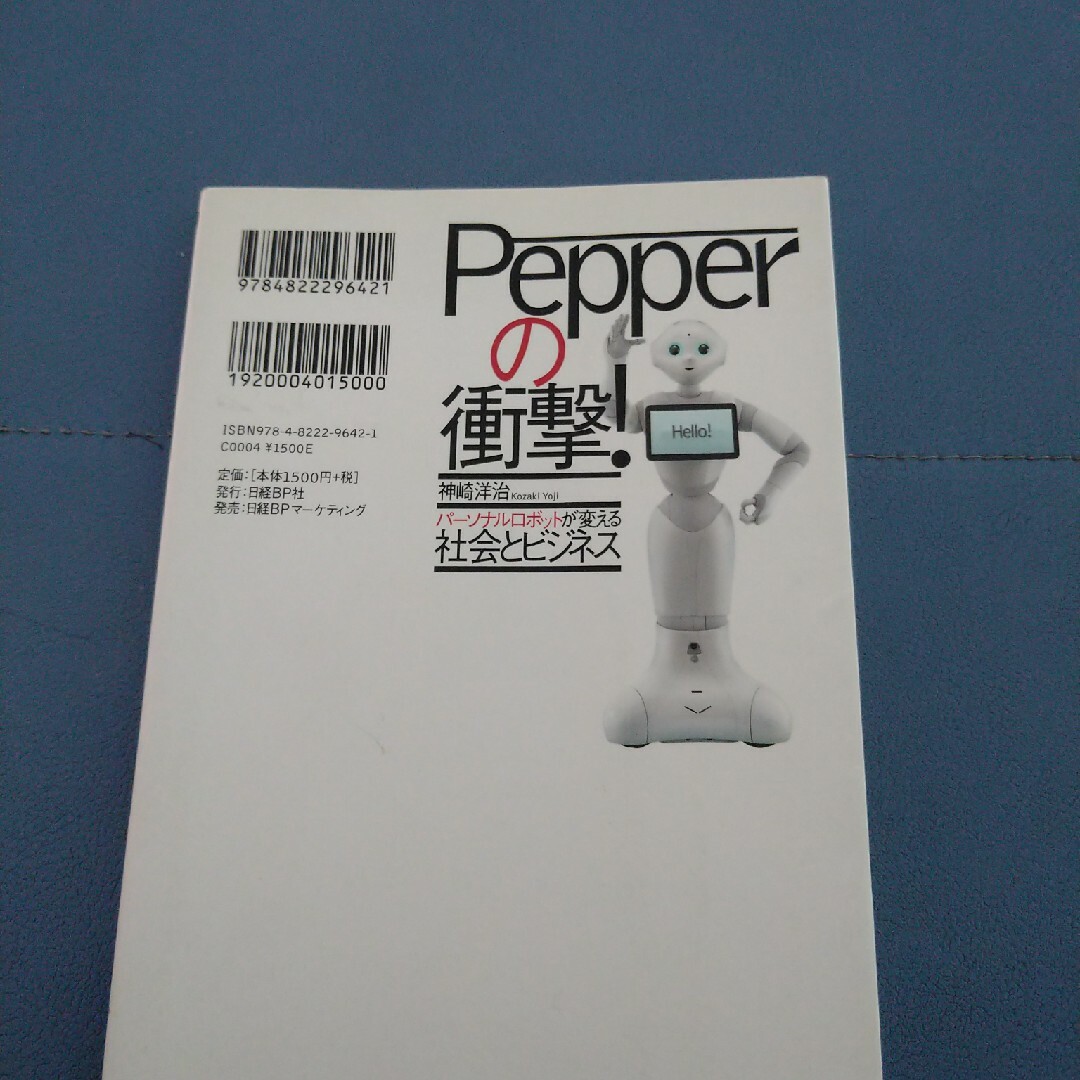 9784822296421
1920004015000
ISBN978-4-8222-9642-1
C0004 ¥1500E
定価:[本体1500円+税]
発行:日経BP社
発売:日経BPマーケティング
Pepper
の
衝撃!
神崎洋治 Kozaki Yoji
パーソナルロボットが変える
社会とビジネス
Hello!